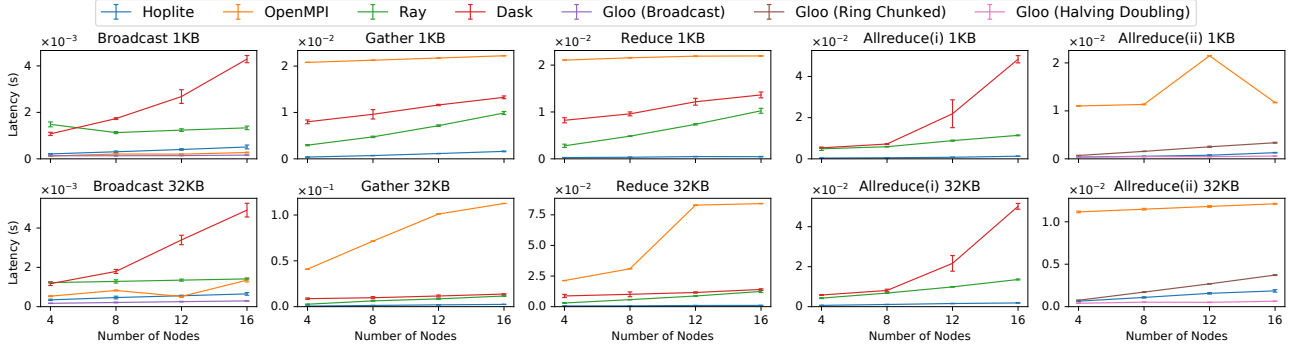 Hoplite OpenMPI Ray Dask Gloo (Broadcast) Gloo (Ring Chunked) Gloo (Halving Doubling)
Broadcast 1KB Gather 1KB Reduce 1KB Allreduce(i) 1KB Allreduce(ii) 1KB
×10⁻³ ×10⁻² ×10⁻² ×10⁻² ×10⁻²
Latency (s)
4 2 0
2 1 0
2 1 0
4 2 0
2 1 0
Broadcast 32KB Gather 32KB Reduce 32KB Allreduce(i) 32KB Allreduce(ii) 32KB
×10⁻³ ×10⁻¹ ×10⁻² ×10⁻² ×10⁻²
Latency (s)
4 2 0
1.0 0.5 0.0
7.5 5.0 2.5 0.0
4 2 0
1.0 0.5 0.0
4 8 12 16 4 8 12 16 4 8 12 16 4 8 12 16 4 8 12 16
Number of Nodes Number of Nodes Number of Nodes Number of Nodes Number of Nodes